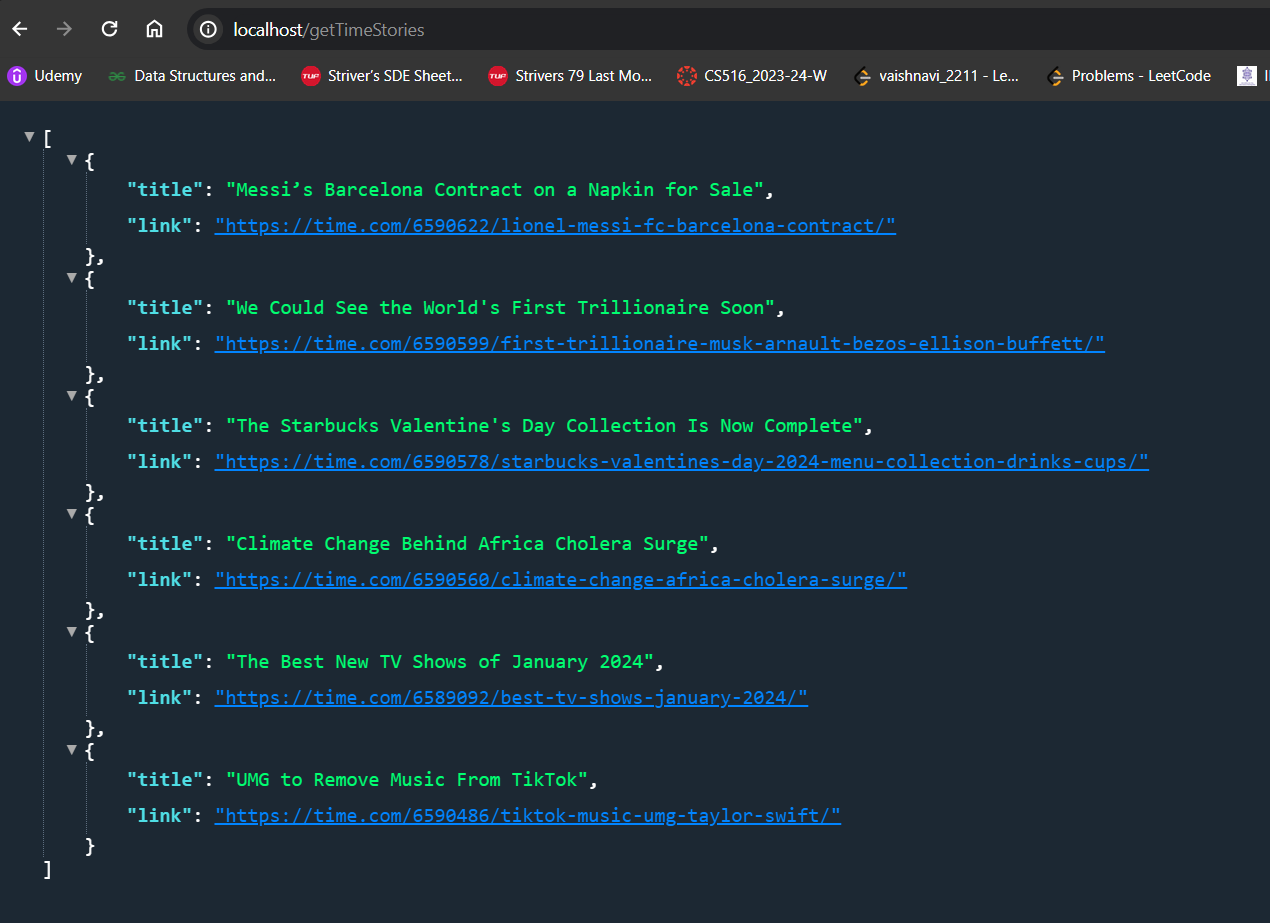 localhost/getTimeStories
Udemy Data Structures and... TUF Striver's SDE Sheet... TUF Strivers 79 Last Mo... CS516_2023-24-W vaishnavi_2211 - Le... Problems - LeetCode
[
{
"title": "Messi’s Barcelona Contract on a Napkin for Sale",
"link": "https://time.com/6590622/lionel-messi-fc-barcelona-contract/"
},
{
"title": "We Could See the World's First Trillionaire Soon",
"link": "https://time.com/6590599/first-trillionaire-musk-arnault-bezos-ellison-buffett/"
},
{
"title": "The Starbucks Valentine's Day Collection Is Now Complete",
"link": "https://time.com/6590578/starbucks-valentines-day-2024-menu-collection-drinks-cups/"
},
{
"title": "Climate Change Behind Africa Cholera Surge",
"link": "https://time.com/6590560/climate-change-africa-cholera-surge/"
},
{
"title": "The Best New TV Shows of January 2024",
"link": "https://time.com/6589092/best-tv-shows-january-2024/"
},
{
"title": "UMG to Remove Music From TikTok",
"link": "https://time.com/6590486/tiktok-music-umg-taylor-swift/"
}
]